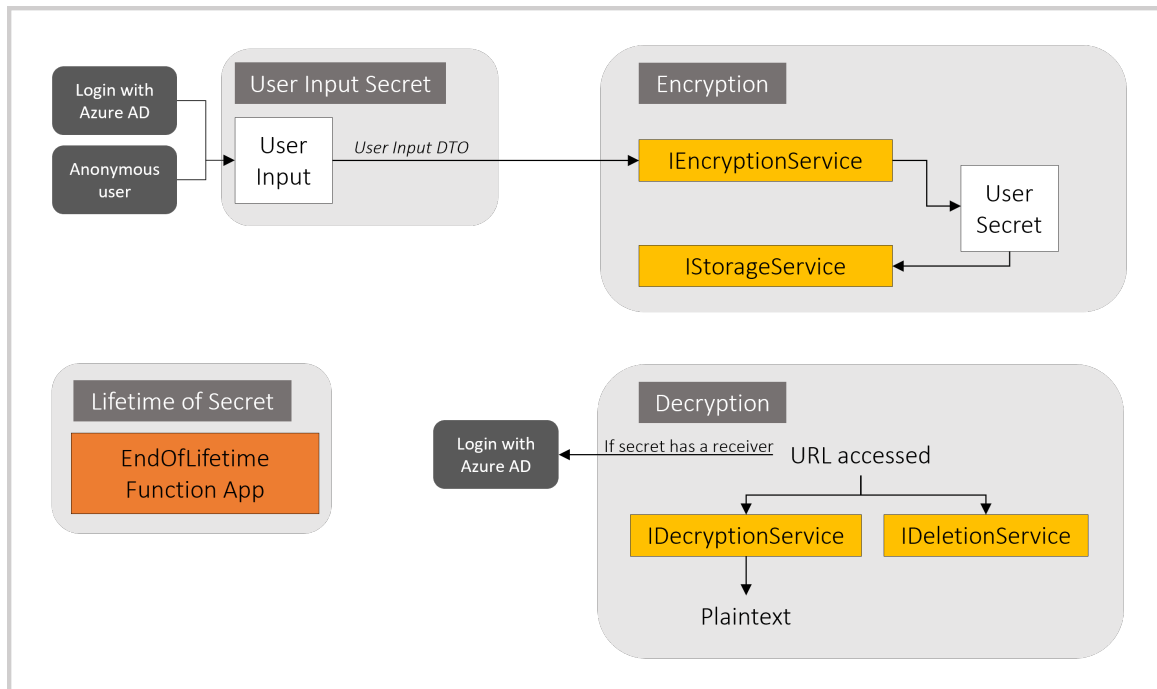 Login with
Azure AD
Anonymous
user
User Input Secret
User
Input
User Input DTO
Encryption
IEncryptionService
User
Secret
IStorageService
Lifetime of Secret
EndOfLifetime
Function App
Login with
Azure AD
Decryption
If secret has a receiver
URL accessed
IDecryptionService
IDeletionService
Plaintext